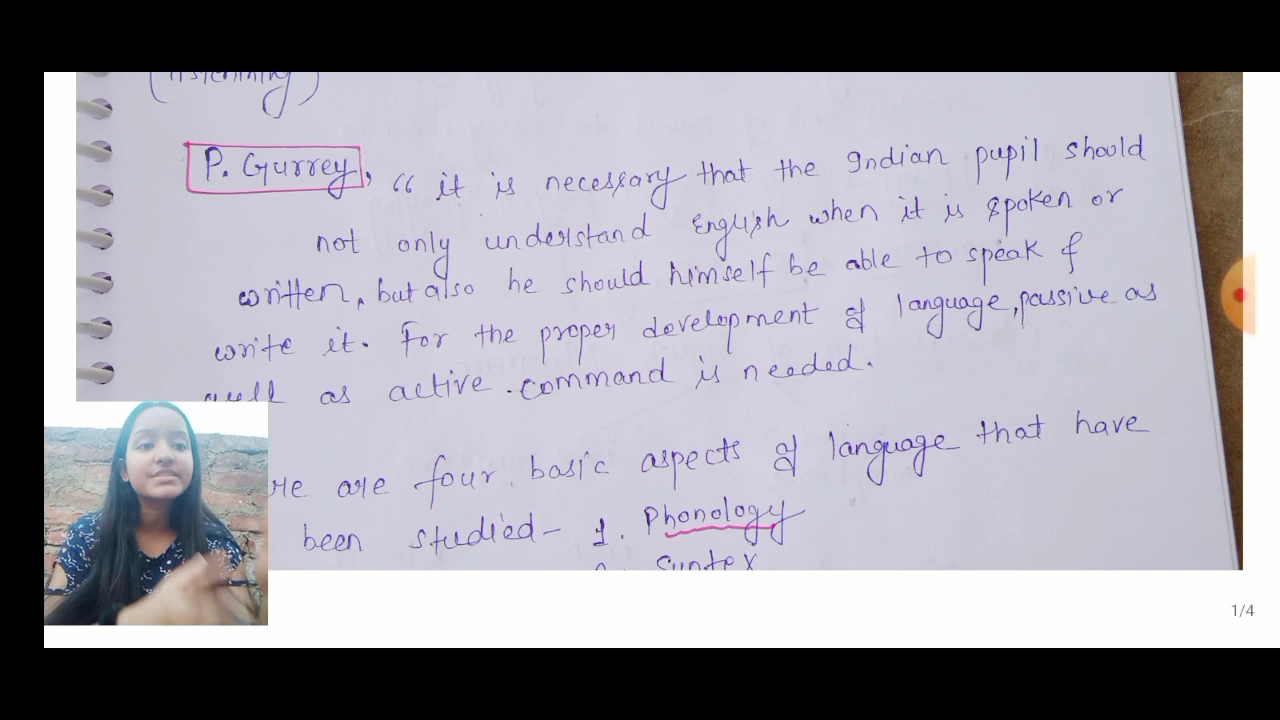 (listenining)
P. Gurrey, "it is necessary that the Indian pupil should
not only understand English when it is spoken or
written, but also he should himself be able to speak &
write it. For the proper development of language, passive as
well as active command is needed.
re are four basic aspects of language that have
been studied- 1. Phonology
Syntex
1/4